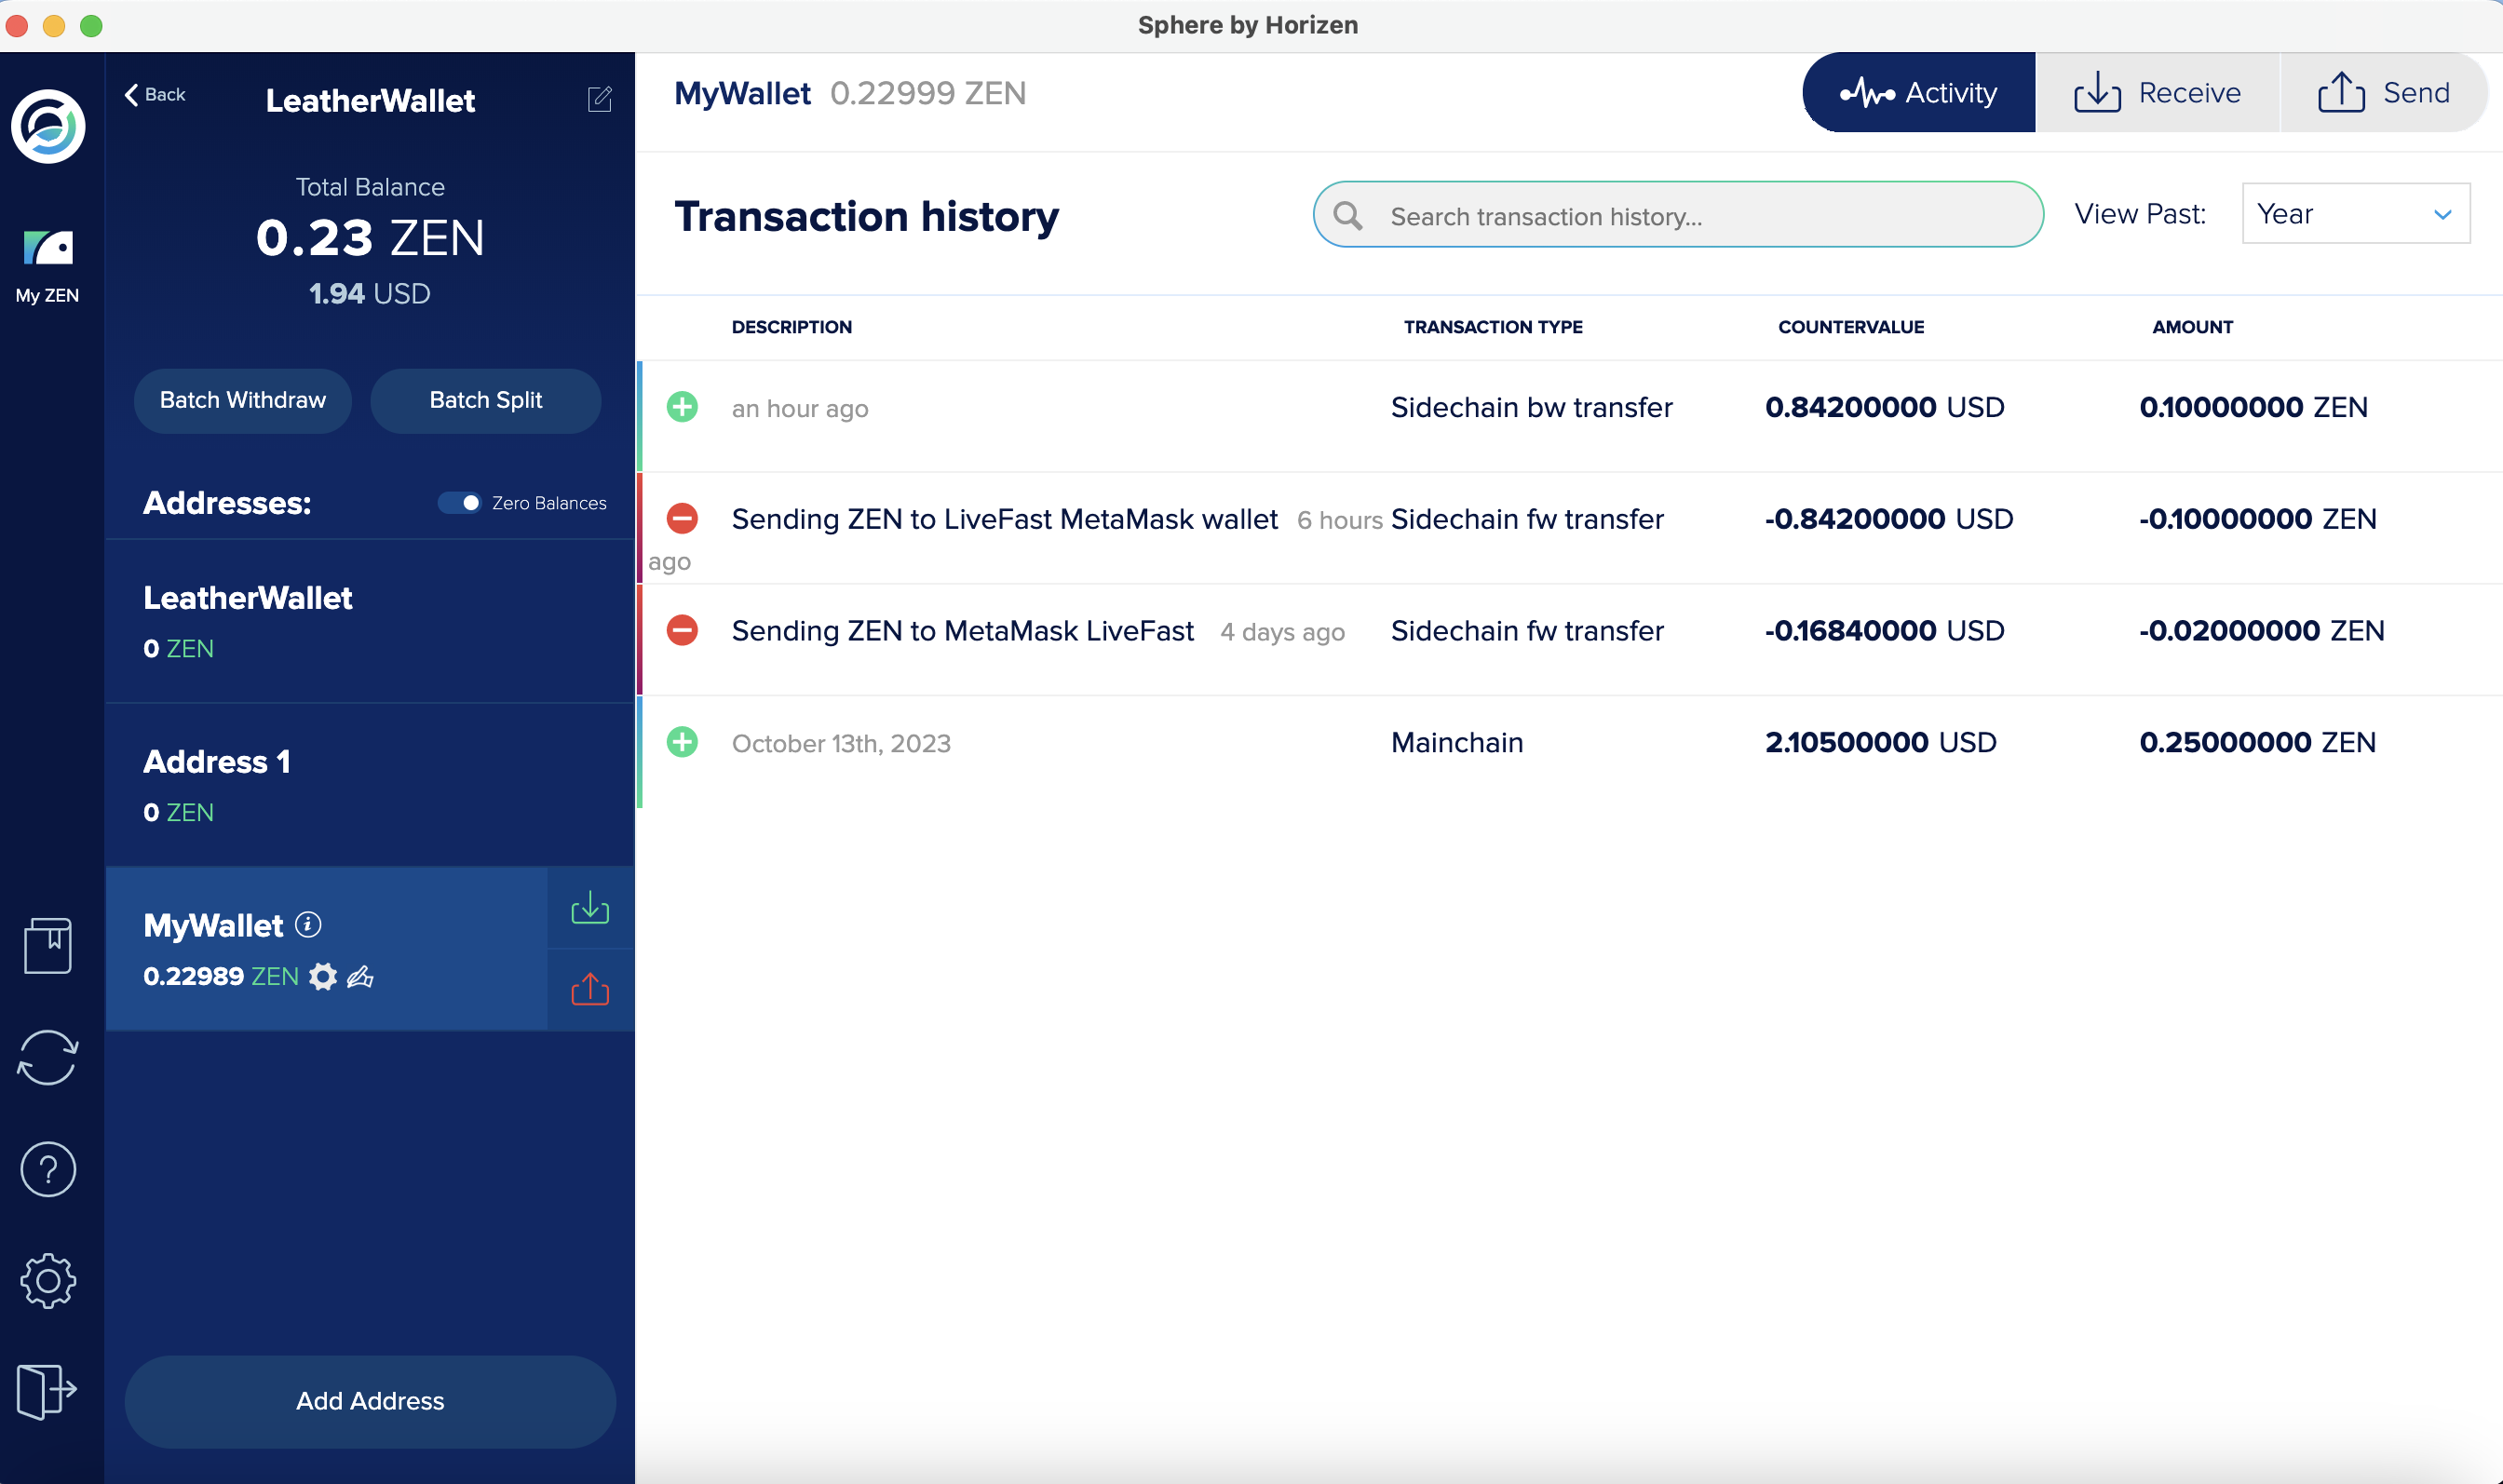 Sphere by Horizen
My ZEN
Back
LeatherWallet
Total Balance
0.23 ZEN
1.94 USD
Batch Withdraw
Batch Split
Addresses:
Zero Balances
LeatherWallet
0 ZEN
Address 1
0 ZEN
MyWallet
0.22989 ZEN
Add Address
MyWallet 0.22999 ZEN
Activity
Receive
Send
Transaction history
Search transaction history...
View Past:
Year
DESCRIPTION TRANSACTION TYPE COUNTERVALUE AMOUNT
an hour ago Sidechain bw transfer 0.84200000 USD 0.10000000 ZEN
Sending ZEN to LiveFast MetaMask wallet 6 hours Sidechain fw transfer -0.84200000 USD -0.10000000 ZEN
ago
Sending ZEN to MetaMask LiveFast 4 days ago Sidechain fw transfer -0.16840000 USD -0.02000000 ZEN
October 13th, 2023 Mainchain 2.10500000 USD 0.25000000 ZEN